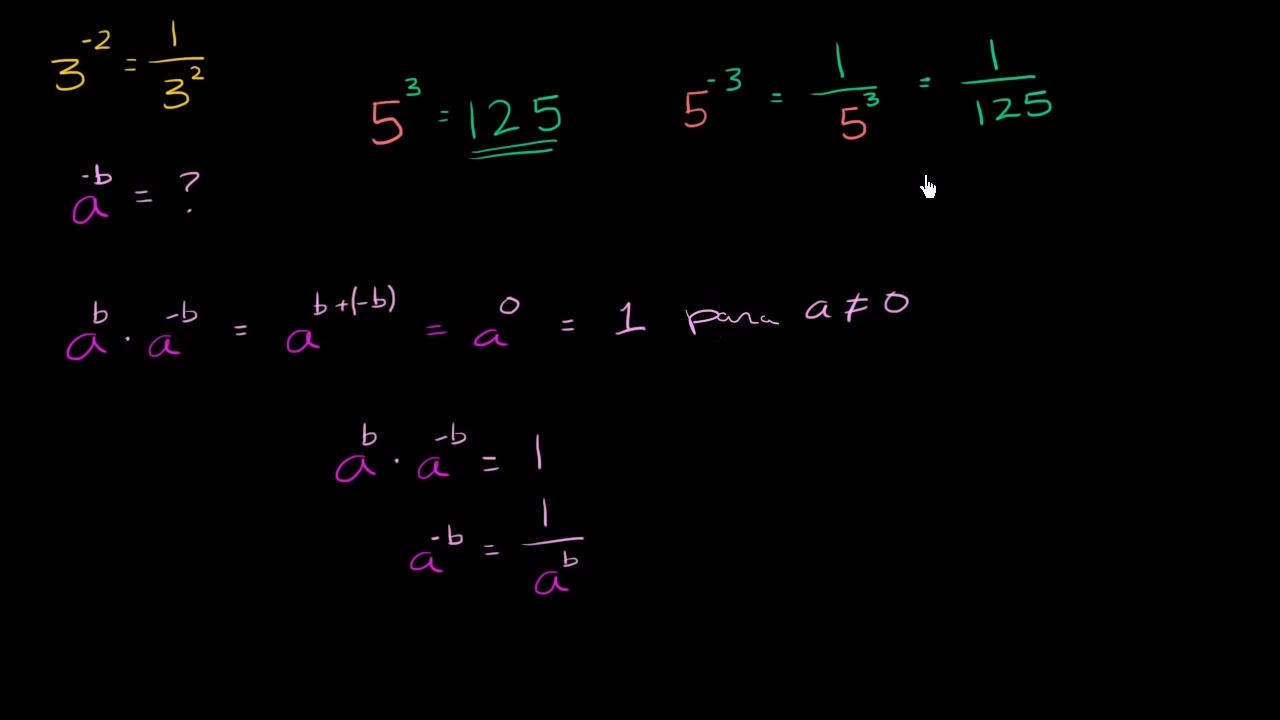 3^-2 = 1/3^2
5^3 = 125
5^-3 = 1/5^3 = 1/125
a^-b = ?
a^b · a^-b = a^b+(-b) = a^0 = 1 para a ≠ 0
a^b · a^-b = 1
a^-b = 1/a^b